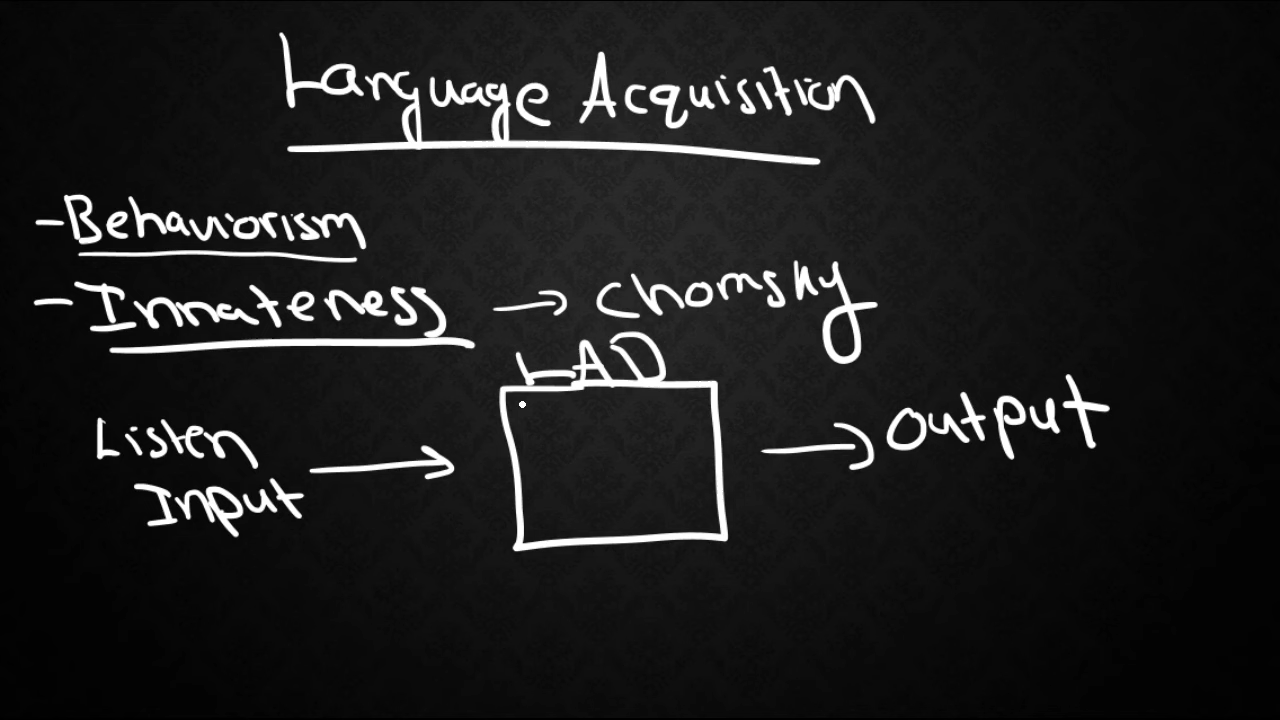 Language Acquisition
- Behaviorism
- Innateness → Chomsky
LAD
Listen
Input → → output